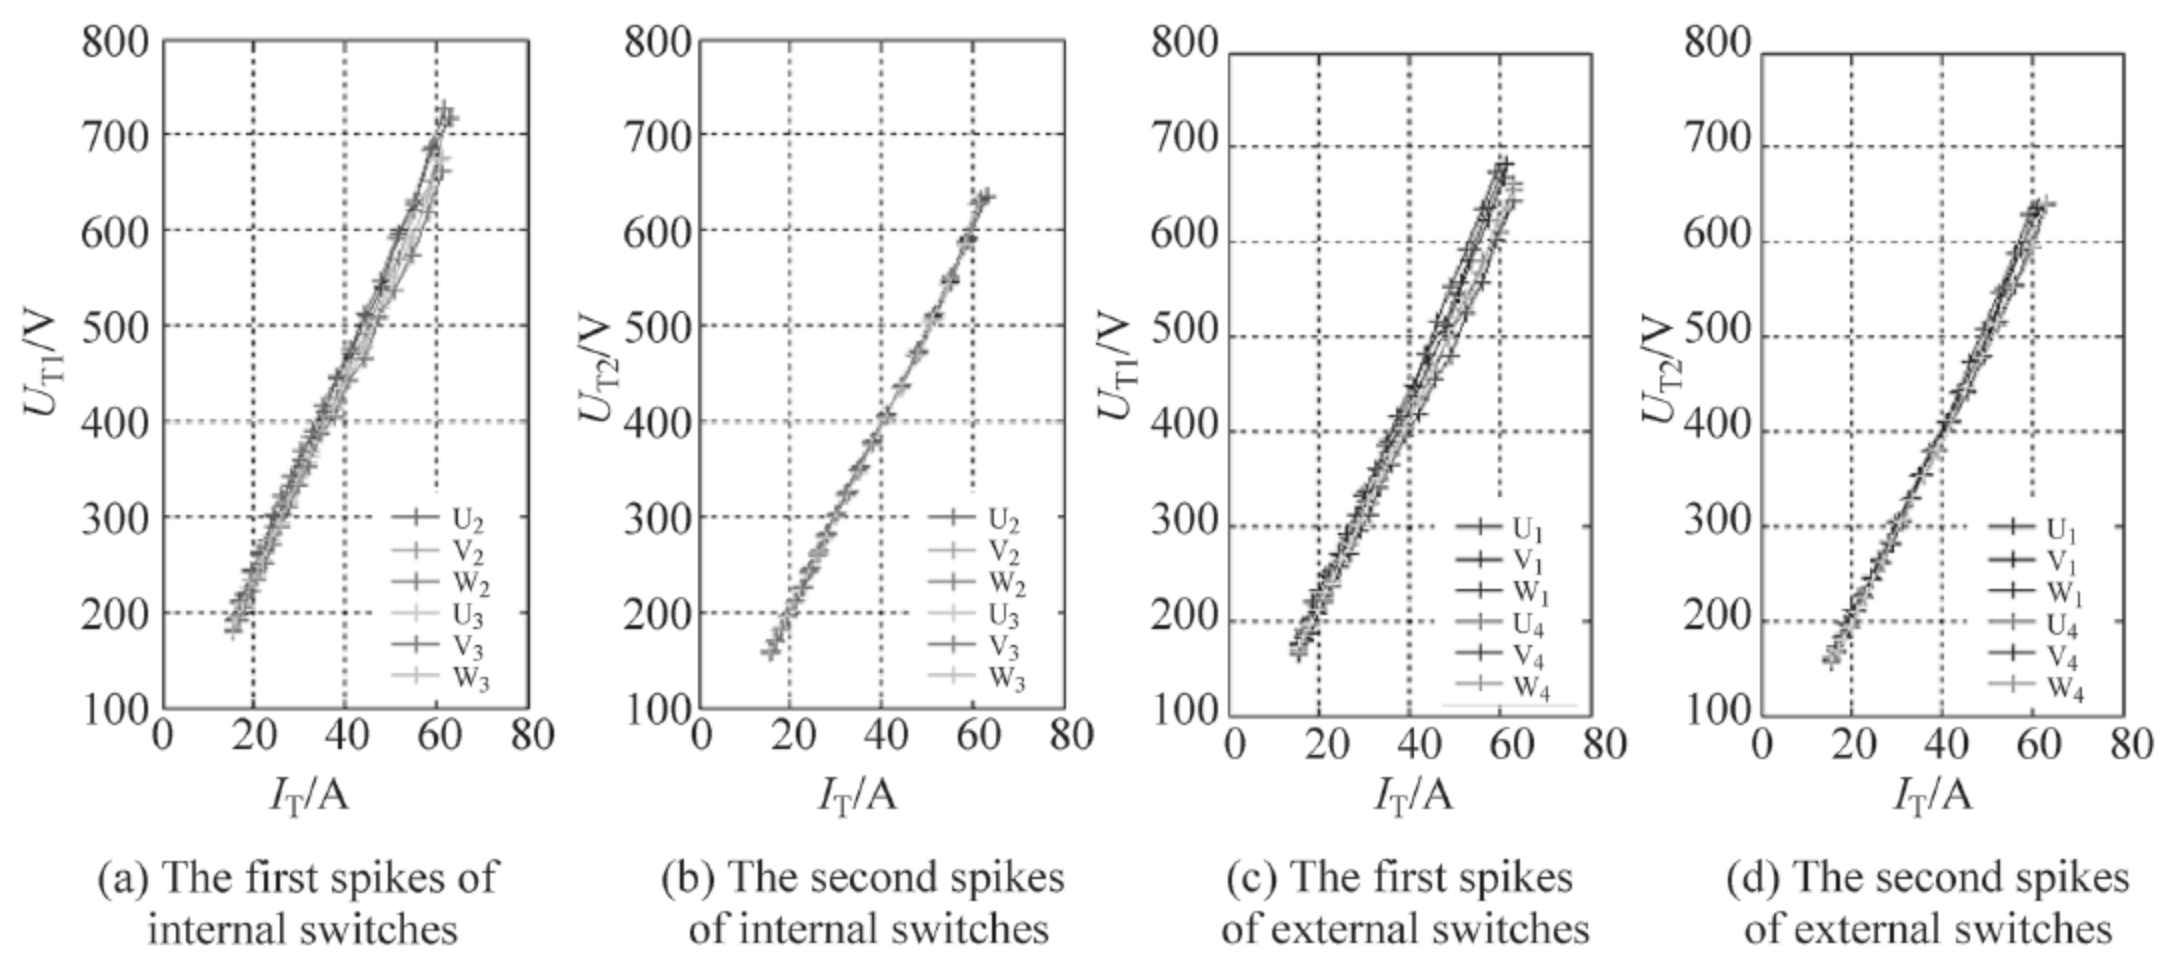 800
700
600
500
400
300
200
100
0 20 40 60 80
U_T1/V
I_T/A
U₂
V₂
W₂
U₃
V₃
W₃
(a) The first spikes of
internal switches
800
700
600
500
400
300
200
100
0 20 40 60 80
U_T2/V
I_T/A
U₂
V₂
W₂
U₃
V₃
W₃
(b) The second spikes
of internal switches
800
700
600
500
400
300
200
100
0 20 40 60 80
U_T1/V
I_T/A
U₁
V₁
W₁
U₄
V₄
W₄
(c) The first spikes
of external switches
800
700
600
500
400
300
200
100
0 20 40 60 80
U_T2/V
I_T/A
U₁
V₁
W₁
U₄
V₄
W₄
(d) The second spikes
of external switches